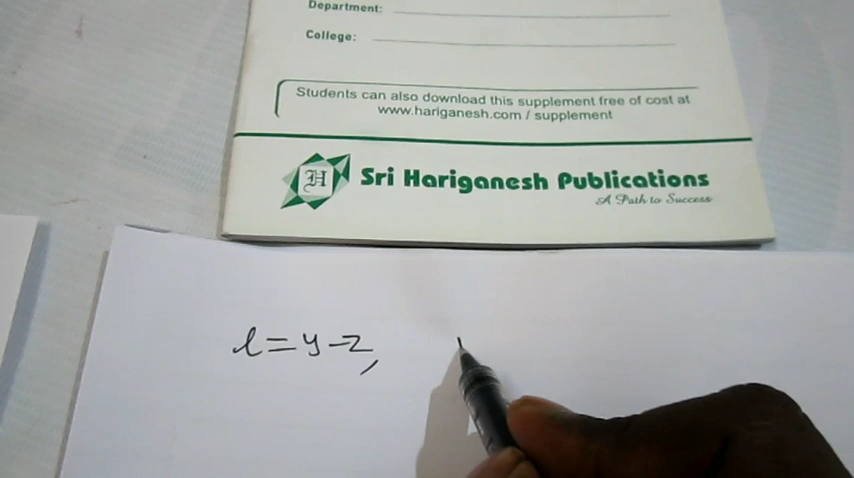 Department:
College:
Students can also download this supplement free of cost at
www.hariganesh.com / supplement
H Sri Hariganesh Publications
A Path to Success
l = y - z,